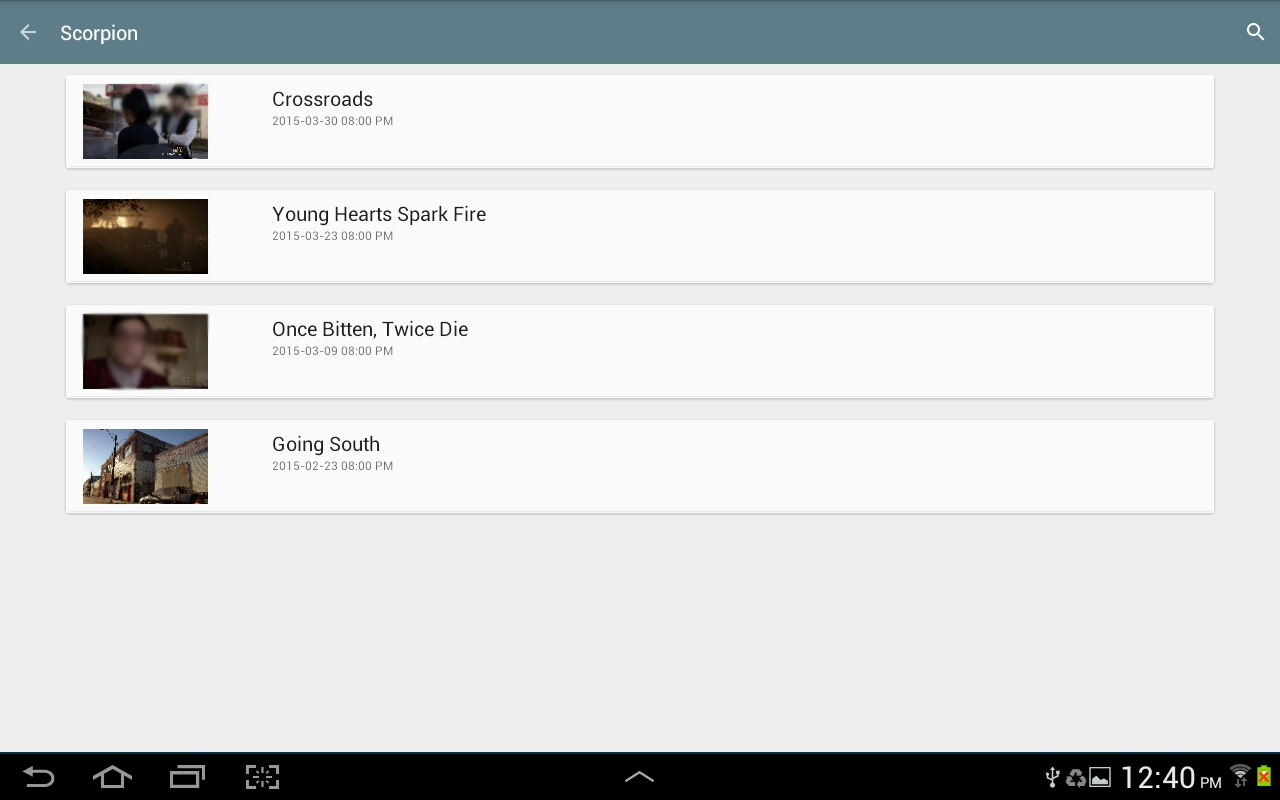 Scorpion
Crossroads
2015-03-30 08:00 PM
Young Hearts Spark Fire
2015-03-23 08:00 PM
Once Bitten, Twice Die
2015-03-09 08:00 PM
Going South
2015-02-23 08:00 PM
12:40 PM